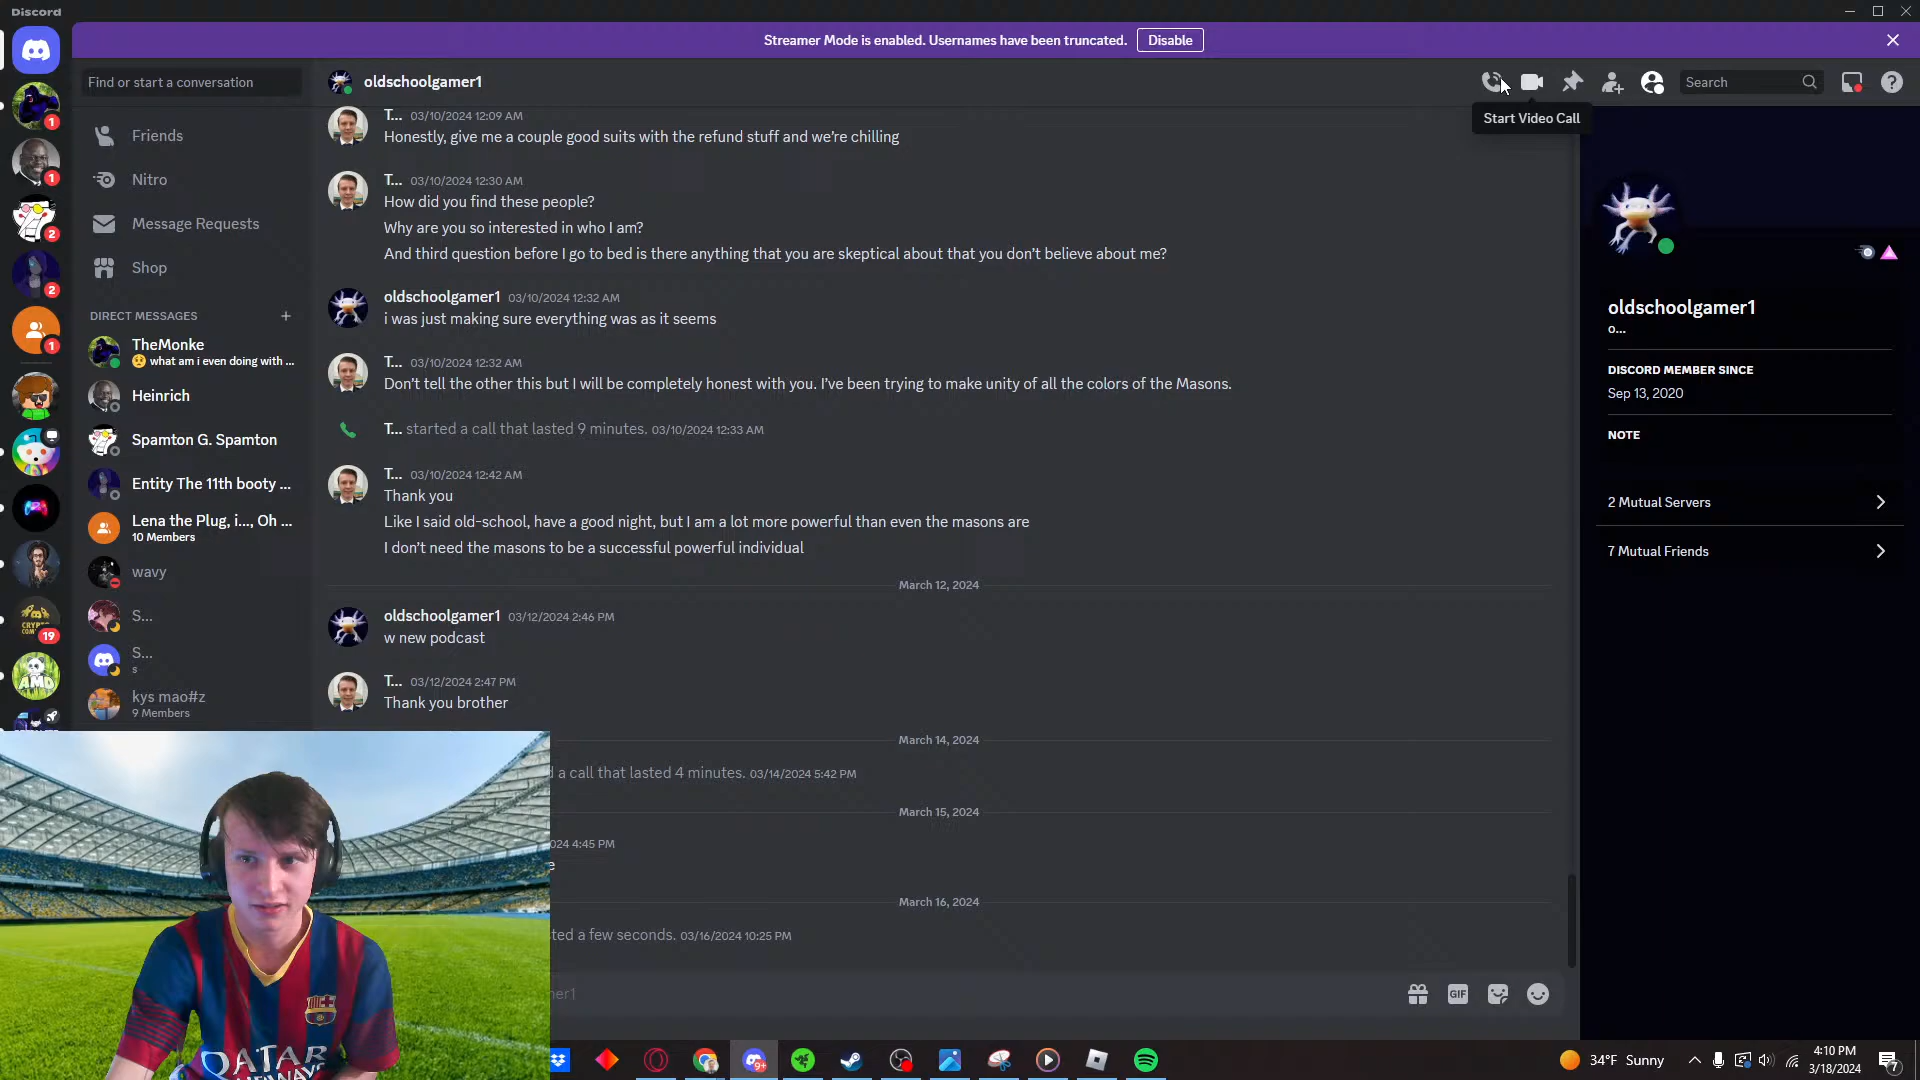 Discord
Streamer Mode is enabled. Usernames have been truncated. Disable
Find or start a conversation
oldschoolgamer1
Search
Start Video Call
Friends
Nitro
Message Requests
Shop
DIRECT MESSAGES
TheMonke
what am i even doing with ...
Heinrich
Spamton G. Spamton
Entity The 11th booty ...
Lena the Plug, i..., Oh ...
10 Members
wavy
S...
S...
s
kys mao#z
9 Members
1
1
2
2
1
CRYPTO
19
AMD
T... 03/10/2024 12:09 AM
Honestly, give me a couple good suits with the refund stuff and we're chilling
T... 03/10/2024 12:30 AM
How did you find these people?
Why are you so interested in who I am?
And third question before I go to bed is there anything that you are skeptical about that you don't believe about me?
oldschoolgamer1 03/10/2024 12:32 AM
i was just making sure everything was as it seems
T... 03/10/2024 12:32 AM
Don't tell the other this but I will be completely honest with you. I've been trying to make unity of all the colors of the Masons.
T... started a call that lasted 9 minutes. 03/10/2024 12:33 AM
T... 03/10/2024 12:42 AM
Thank you
Like I said old-school, have a good night, but I am a lot more powerful than even the masons are
I don't need the masons to be a successful powerful individual
March 12, 2024
oldschoolgamer1 03/12/2024 2:46 PM
w new podcast
T... 03/12/2024 2:47 PM
Thank you brother
March 14, 2024
a call that lasted 4 minutes. 03/14/2024 5:42 PM
March 15, 2024
024 4:45 PM
e
March 16, 2024
ted a few seconds. 03/16/2024 10:25 PM
mer1
GIF
oldschoolgamer1
o...
DISCORD MEMBER SINCE
Sep 13, 2020
NOTE
2 Mutual Servers
7 Mutual Friends
QATAR
9+
34°F Sunny
4:10 PM
3/18/2024
7